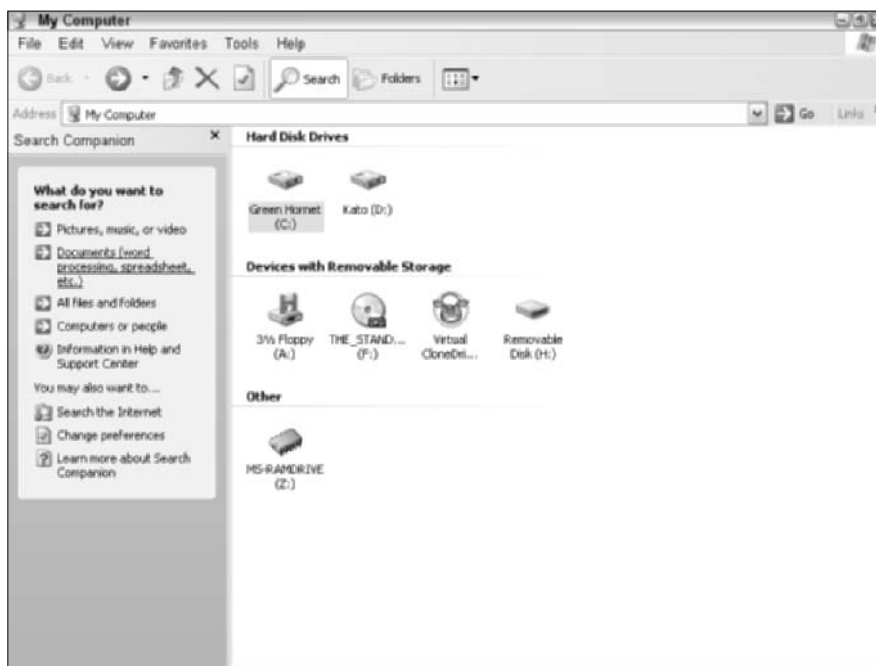 My Computer
File Edit View Favorites Tools Help
Back Search Folders
Address My Computer Go Links
Search Companion
What do you want to
search for?
Pictures, music, or video
Documents (word
processing, spreadsheet,
etc.)
All files and folders
Computers or people
Information in Help and
Support Center
You may also want to...
Search the Internet
Change preferences
Learn more about Search
Companion
Hard Disk Drives
Green Hornet
(C:)
Kato (D:)
Devices with Removable Storage
3½ Floppy
(A:)
THE_STAND...
(F:)
Virtual
CloneDri...
Removable
Disk (H:)
Other
MS-RAMDRIVE
(Z:)